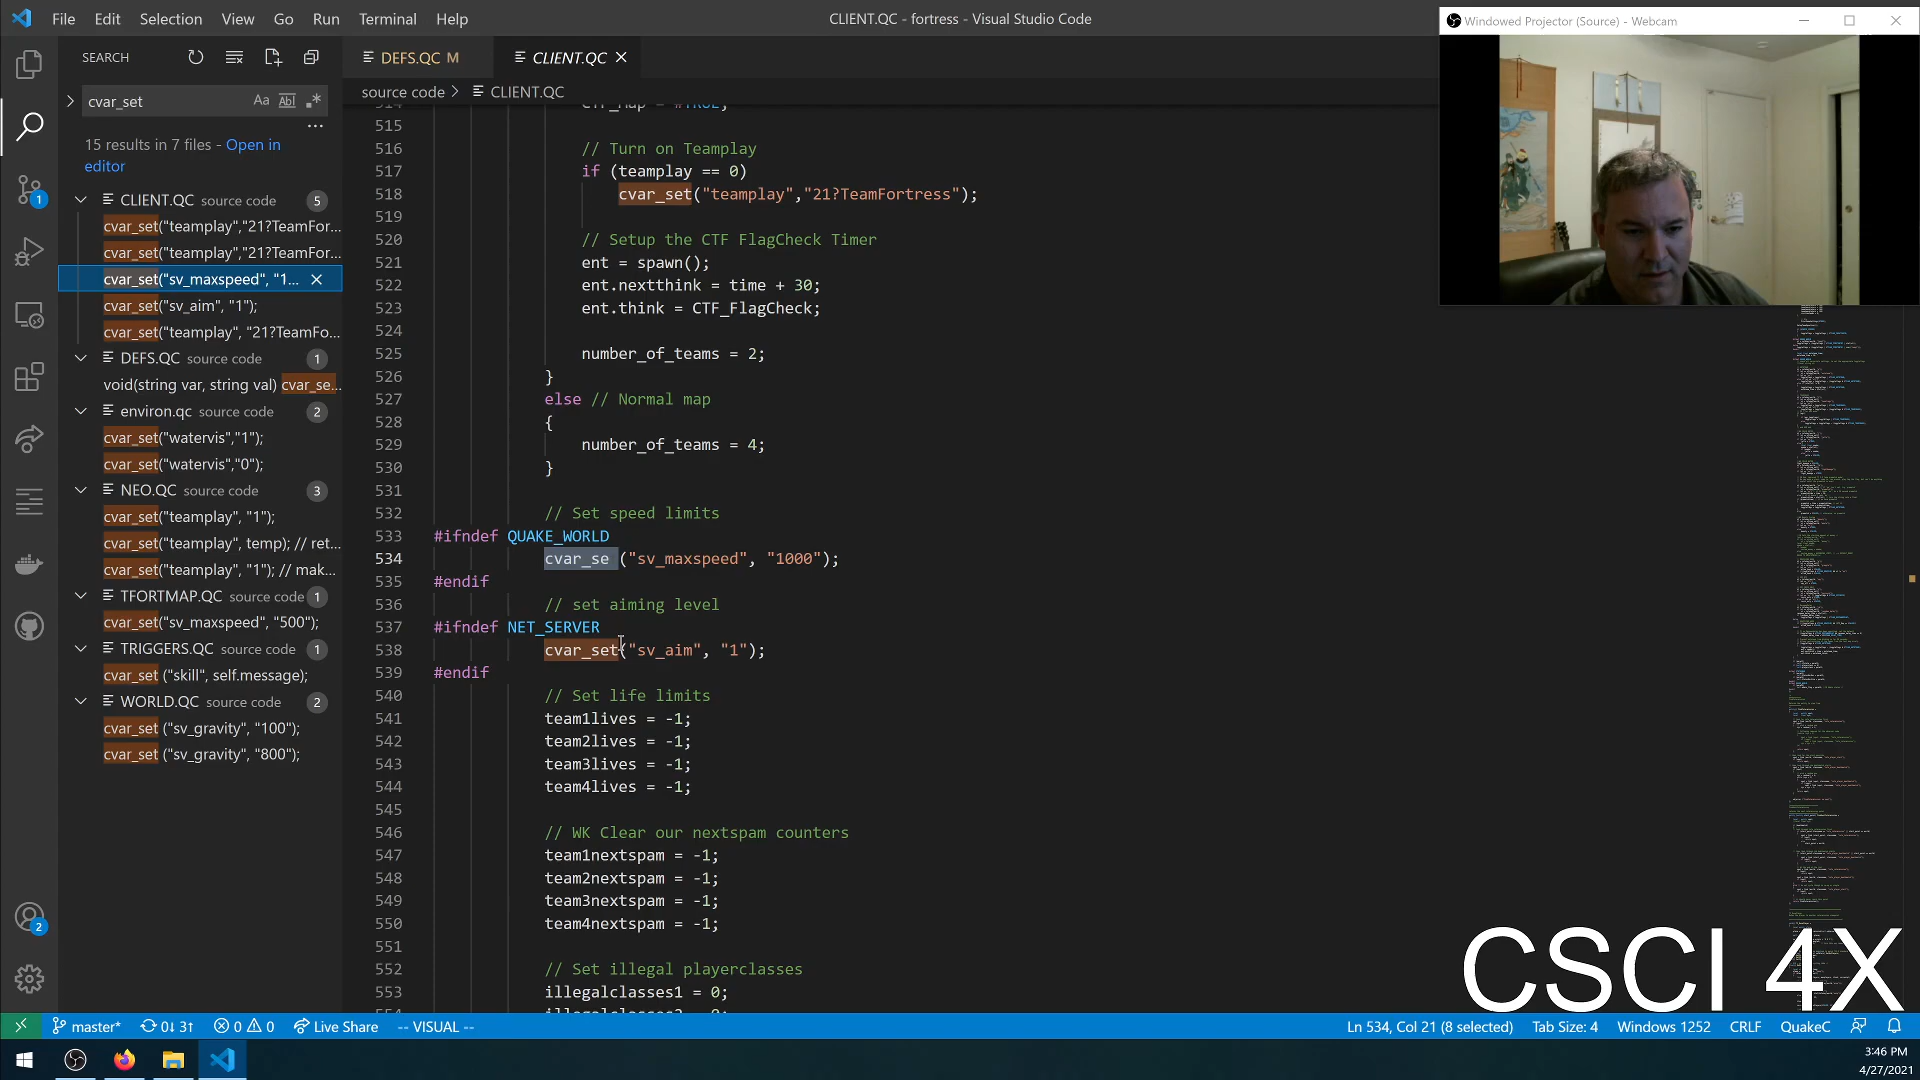 File Edit Selection View Go Run Terminal Help
CLIENT.QC - fortress - Visual Studio Code
Windowed Projector (Source) - Webcam
SEARCH
cvar_set
Aa Abl .*
15 results in 7 files - Open in
editor
CLIENT.QC source code 5
cvar_set("teamplay","21?TeamFor...
cvar_set("teamplay","21?TeamFor...
cvar_set("sv_maxspeed", "1...
cvar_set("sv_aim", "1");
cvar_set("teamplay", "21?TeamFo...
DEFS.QC source code 1
void(string var, string val) cvar_se...
environ.qc source code 2
cvar_set("watervis","1");
cvar_set("watervis","0");
NEO.QC source code 3
cvar_set("teamplay", "1");
cvar_set("teamplay", temp); // ret...
cvar_set("teamplay", "1"); // mak...
TFORTMAP.QC source code 1
cvar_set("sv_maxspeed", "500");
TRIGGERS.QC source code 1
cvar_set ("skill", self.message);
WORLD.QC source code 2
cvar_set ("sv_gravity", "100");
cvar_set ("sv_gravity", "800");
1
2
DEFS.QC M
CLIENT.QC
source code > CLIENT.QC
514 CTF_Map = #TRUE;
515
516 // Turn on Teamplay
517 if (teamplay == 0)
518 cvar_set("teamplay","21?TeamFortress");
519
520 // Setup the CTF FlagCheck Timer
521 ent = spawn();
522 ent.nextthink = time + 30;
523 ent.think = CTF_FlagCheck;
524
525 number_of_teams = 2;
526 }
527 else // Normal map
528 {
529 number_of_teams = 4;
530 }
531
532 // Set speed limits
533 #ifndef QUAKE_WORLD
534 cvar_se ("sv_maxspeed", "1000");
535 #endif
536 // set aiming level
537 #ifndef NET_SERVER
538 cvar_set("sv_aim", "1");
539 #endif
540 // Set life limits
541 team1lives = -1;
542 team2lives = -1;
543 team3lives = -1;
544 team4lives = -1;
545
546 // WK Clear our nextspam counters
547 team1nextspam = -1;
548 team2nextspam = -1;
549 team3nextspam = -1;
550 team4nextspam = -1;
551
552 // Set illegal playerclasses
553 illegalclasses1 = 0;
CSCI 4X
master* 0↓ 3↑ 0 0 Live Share -- VISUAL --
Ln 534, Col 21 (8 selected) Tab Size: 4 Windows 1252 CRLF QuakeC
3:46 PM
4/27/2021